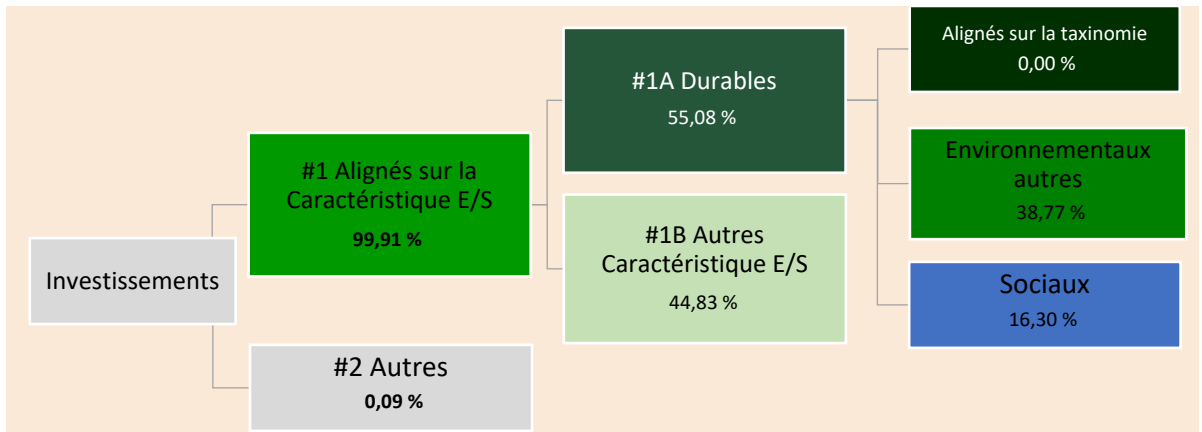 Investissements
#1 Alignés sur la
Caractéristique E/S
99,91 %
#2 Autres
0,09 %
#1A Durables
55,08 %
#1B Autres
Caractéristique E/S
44,83 %
Alignés sur la taxinomie
0,00 %
Environnementaux
autres
38,77 %
Sociaux
16,30 %